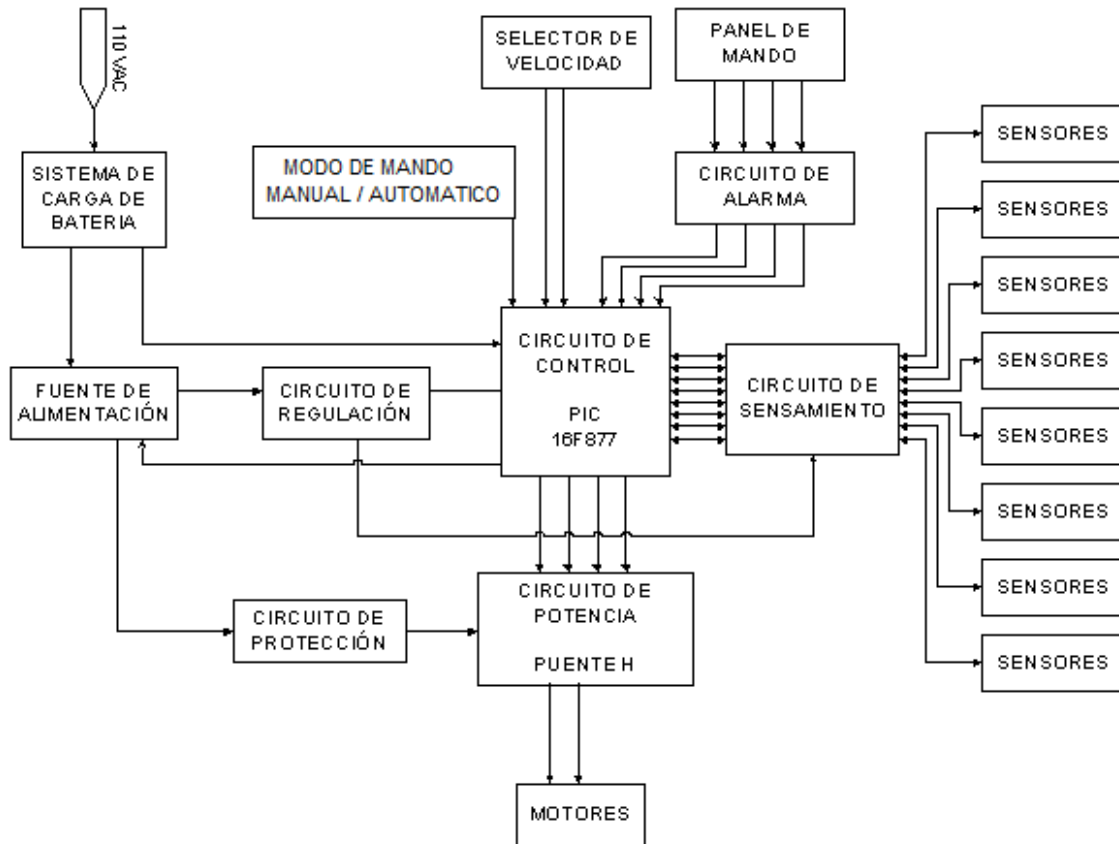 110 VAC
SELECTOR DE
VELOCIDAD
PANEL DE
MANDO
SISTEMA DE
CARGA DE
BATERIA
MODO DE MANDO
MANUAL / AUTOMATICO
CIRCUITO DE
ALARMA
SENSORES
SENSORES
SENSORES
SENSORES
SENSORES
SENSORES
SENSORES
SENSORES
FUENTE DE
ALIMENTACIÓN
CIRCUITO DE
REGULACIÓN
CIRCUITO DE
CONTROL
PIC
16F877
CIRCUITO DE
SENSAMIENTO
CIRCUITO DE
PROTECCIÓN
CIRCUITO DE
POTENCIA
PUENTE H
MOTORES